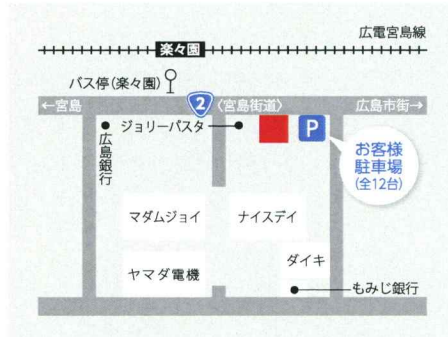 広電宮島線
楽々園
バス停(楽々園)
←宮島
2
〈宮島街道〉
広島市街→
広島銀行
ジョリーパスタ
P
お客様
駐車場
(全12台)
マダムジョイ
ナイスデイ
ヤマダ電機
ダイキ
もみじ銀行